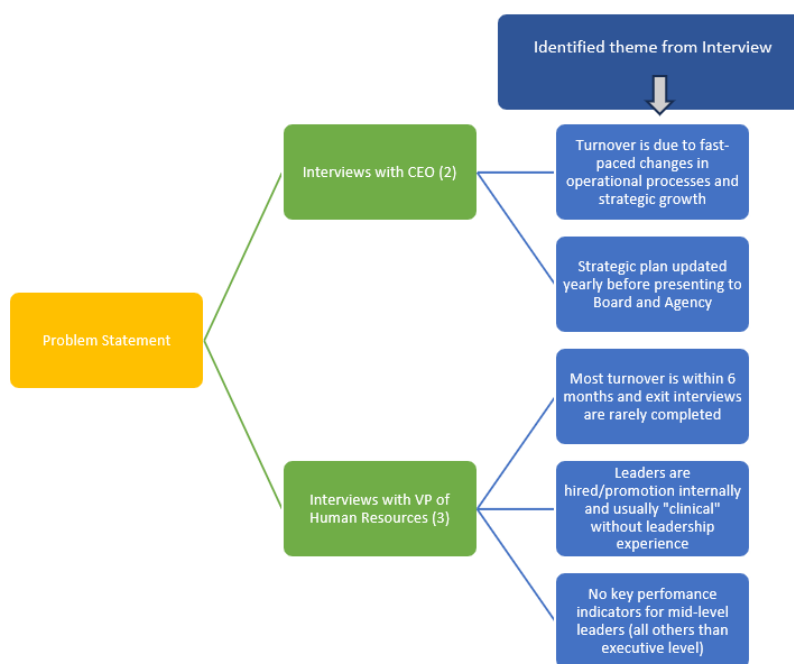 Identified theme from Interview
Interviews with CEO (2)
Turnover is due to fast-
paced changes in
operational processes and
strategic growth
Strategic plan updated
yearly before presenting to
Board and Agency
Problem Statement
Interviews with VP of
Human Resources (3)
Most turnover is within 6
months and exit interviews
are rarely completed
Leaders are
hired/promotion internally
and usually "clinical"
without leadership
experience
No key perfomance
indicators for mid-level
leaders (all others than
executive level)